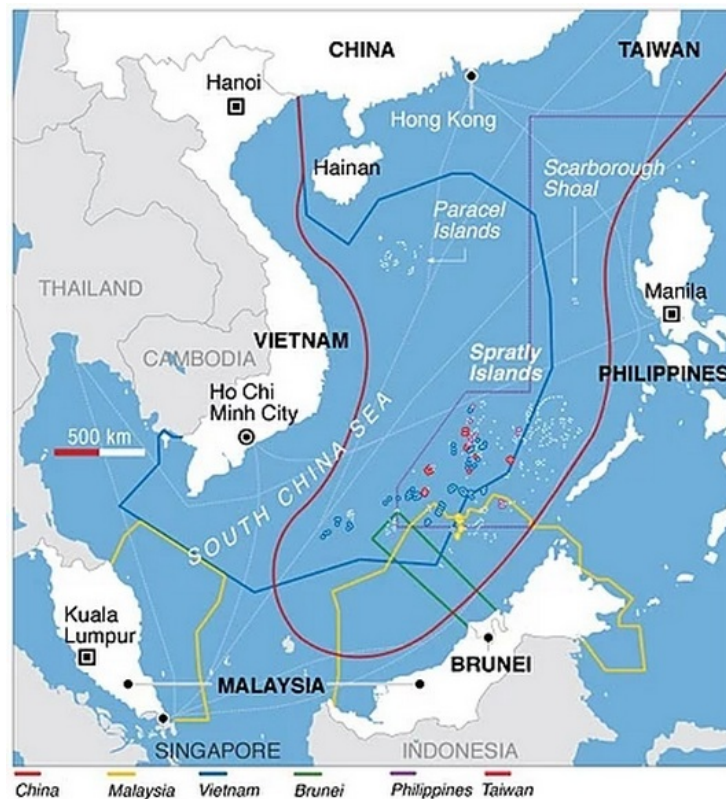 CHINA
TAIWAN
Hanoi
Hong Kong
Hainan
Scarborough
Shoal
Paracel
Islands
THAILAND
Manila
VIETNAM
CAMBODIA
Spratly
Islands
PHILIPPINES
Ho Chi
Minh City
500 km
SOUTH CHINA SEA
Kuala
Lumpur
BRUNEI
MALAYSIA
SINGAPORE
INDONESIA
China
Malaysia
Vietnam
Brunei
Philippines
Taiwan